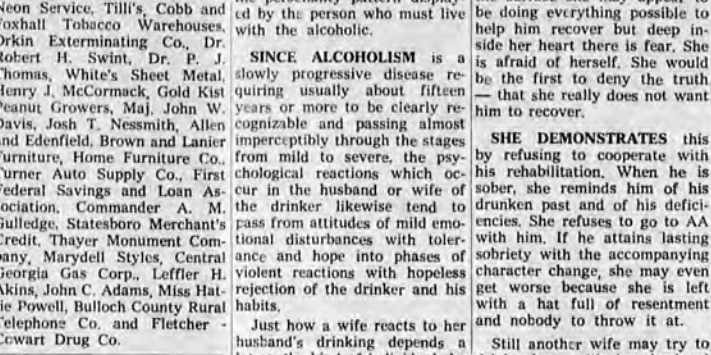 Neon Service, Tilli's, Cobb and
Foxhall Tobacco Warehouses,
Orkin Exterminating Co., Dr.
Robert H. Swint, Dr. P. J.
Thomas, White's Sheet Metal,
Henry J. McCormack, Gold Kist
Peanut Growers, Maj. John W.
Davis, Josh T. Nessmith, Allen
and Edenfield, Brown and Lanier
Furniture, Home Furniture Co.,
Turner Auto Supply Co., First
Federal Savings and Loan As-
sociation, Commander A. M.
Gulledge, Statesboro Merchant's
Credit, Thayer Monument Com-
pany, Marydell Styles, Central
Georgia Gas Corp., Leffler H.
Akins, John C. Adams, Miss Hat-
tie Powell, Bulloch County Rural
Telephone Co. and Fletcher -
Cowart Drug Co.
ed by the person who must live
with the alcoholic.
SINCE ALCOHOLISM is a
slowly progressive disease re-
quiring usually about fifteen
years or more to be clearly re-
cognizable and passing almost
imperceptibly through the stages
from mild to severe, the psy-
chological reactions which oc-
cur in the husband or wife of
the drinker likewise tend to
pass from attitudes of mild emo-
tional disturbances with toler-
ance and hope into phases of
violent reactions with hopeless
rejection of the drinker and his
habits.
Just how a wife reacts to her
husband's drinking depends a
be doing everything possible to
help him recover but deep in-
side her heart there is fear. She
is afraid of herself. She would
be the first to deny the truth
— that she really does not want
him to recover.
SHE DEMONSTRATES this
by refusing to cooperate with
his rehabilitation. When he is
sober, she reminds him of his
drunken past and of his defici-
encies. She refuses to go to AA
with him. If he attains lasting
sobriety with the accompanying
character change, she may even
get worse because she is left
with a hat full of resentment
and nobody to throw it at.
Still another wife may try to